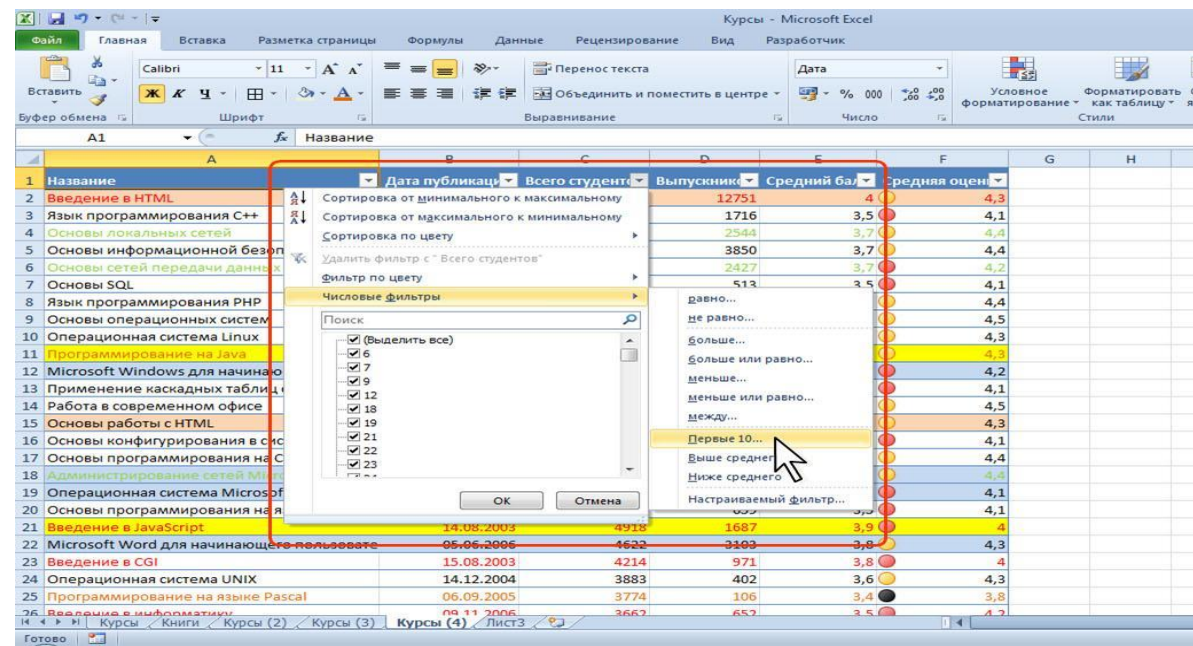 Курсы - Microsoft Excel
Файл Главная Вставка Разметка страницы Формулы Данные Рецензирование Вид Разработчик
Calibri 11 Перенос текста Дата
Вставить Ж К Ч Объединить и поместить в центре % 000 Условное форматирование Форматировать как таблицу
Буфер обмена Шрифт Выравнивание Число Стили
A1 fx Название
A B C D E F G H
1 Название Дата публикаци Всего студенто Выпускнико Средний бал Средняя оцен
2 Введение в HTML 12751 4 4,3
3 Язык программирования C++ 1716 3,5 4,1
4 Основы локальных сетей 2544 3,7 4,4
5 Основы информационной безоп 3850 3,7 4,4
6 Основы сетей передачи данных 2427 3,7 4,2
7 Основы SQL 513 3,5 4,1
8 Язык программирования PHP 4,4
9 Основы операционных систем 4,5
10 Операционная система Linux 4,3
11 Программирование на Java 4,3
12 Microsoft Windows для начинаю 4,2
13 Применение каскадных таблиц 4,1
14 Работа в современном офисе 4,5
15 Основы работы с HTML 4,3
16 Основы конфигурирования в сис 4,1
17 Основы программирования на C 4,4
18 Администрирование сетей Micro 4,4
19 Операционная система Microsof 4,1
20 Основы программирования на я 4,1
21 Введение в JavaScript 14.08.2003 4918 1687 3,9 4
22 Microsoft Word для начинающего пользовате 05.06.2006 4622 3103 3,8 4,3
23 Введение в CGI 15.08.2003 4214 971 3,8 4
24 Операционная система UNIX 14.12.2004 3883 402 3,6 4,3
25 Программирование на языке Pascal 06.09.2005 3774 106 3,4 3,8
26 Введение в информатику 09.11.2006 3662 652 3,5 4,2
Сортировка от минимального к максимальному
Сортировка от максимального к минимальному
Сортировка по цвету
Удалить фильтр с "Всего студентов"
Фильтр по цвету
Числовые фильтры
Поиск
(Выделить все)
6
7
9
12
18
19
21
22
23
ОК Отмена
равно...
не равно...
больше...
больше или равно...
меньше...
меньше или равно...
между...
Первые 10...
Выше среднег
Ниже среднего
Настраиваемый фильтр...
Курсы Книги Курсы (2) Курсы (3) Курсы (4) Лист3
Готово